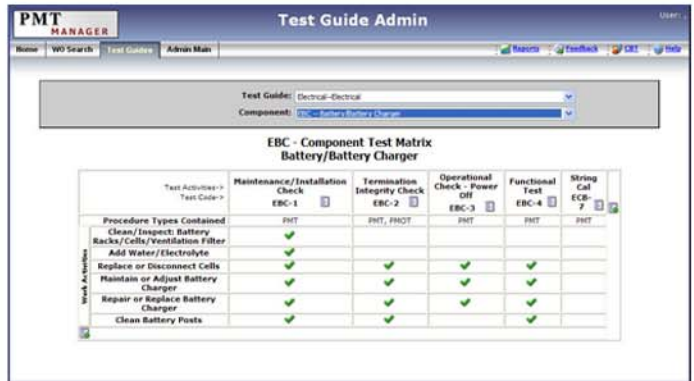 PMT
MANAGER
Test Guide Admin
User:
Home WO Search Test Guides Admin Main Reports Feedback CBT Help
Test Guide: Electrical--Electrical
Component: EBC -- Battery/Battery Charger
EBC - Component Test Matrix
Battery/Battery Charger
Test Activities->
Test Code->
Maintenance/Installation
Check
EBC-1
Termination
Integrity Check
EBC-2
Operational
Check - Power
Off
EBC-3
Functional
Test
EBC-4
String
Cal
ECB-
7
Procedure Types Contained PMT PMT, FMOT PMT PMT PMT
Work Activities
Clean/Inspect: Battery
Racks/Cells/Ventilation Filter
Add Water/Electrolyte
Replace or Disconnect Cells
Maintain or Adjust Battery
Charger
Repair or Replace Battery
Charger
Clean Battery Posts